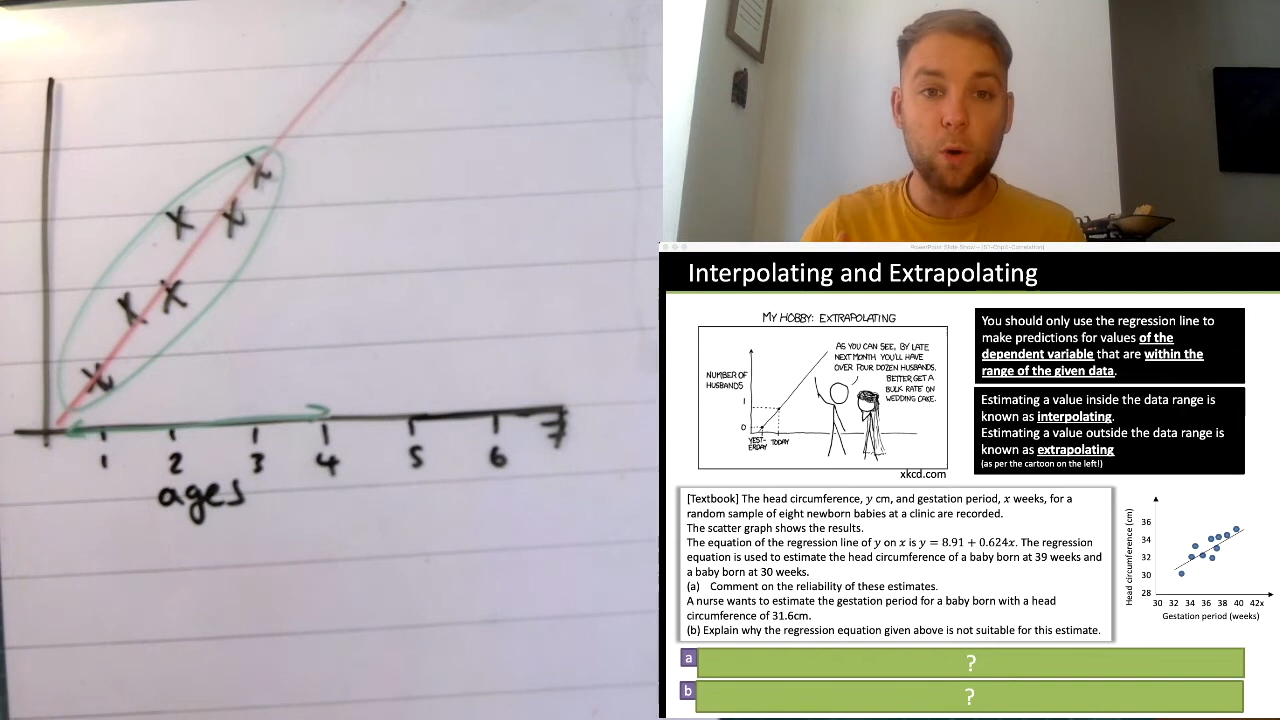 1 2 3 4 5 6 7
ages
PowerPoint Slide Show - [S1-Chp4-Correlation]
Interpolating and Extrapolating
MY HOBBY: EXTRAPOLATING
NUMBER OF
HUSBANDS
1
0
YEST-
ERDAY
TODAY
AS YOU CAN SEE, BY LATE
NEXT MONTH YOU'LL HAVE
OVER FOUR DOZEN HUSBANDS.
BETTER GET A
BULK RATE ON
WEDDING CAKE.
xkcd.com
You should only use the regression line to
make predictions for values of the
dependent variable that are within the
range of the given data.
Estimating a value inside the data range is
known as interpolating.
Estimating a value outside the data range is
known as extrapolating
(as per the cartoon on the left!)
[Textbook] The head circumference, y cm, and gestation period, x weeks, for a
random sample of eight newborn babies at a clinic are recorded.
The scatter graph shows the results.
The equation of the regression line of y on x is y = 8.91 + 0.624x. The regression
equation is used to estimate the head circumference of a baby born at 39 weeks and
a baby born at 30 weeks.
(a) Comment on the reliability of these estimates.
A nurse wants to estimate the gestation period for a baby born with a head
circumference of 31.6cm.
(b) Explain why the regression equation given above is not suitable for this estimate.
Head circumference (cm)
36
34
32
30
28
30 32 34 36 38 40 42x
Gestation period (weeks)
a ?
b ?